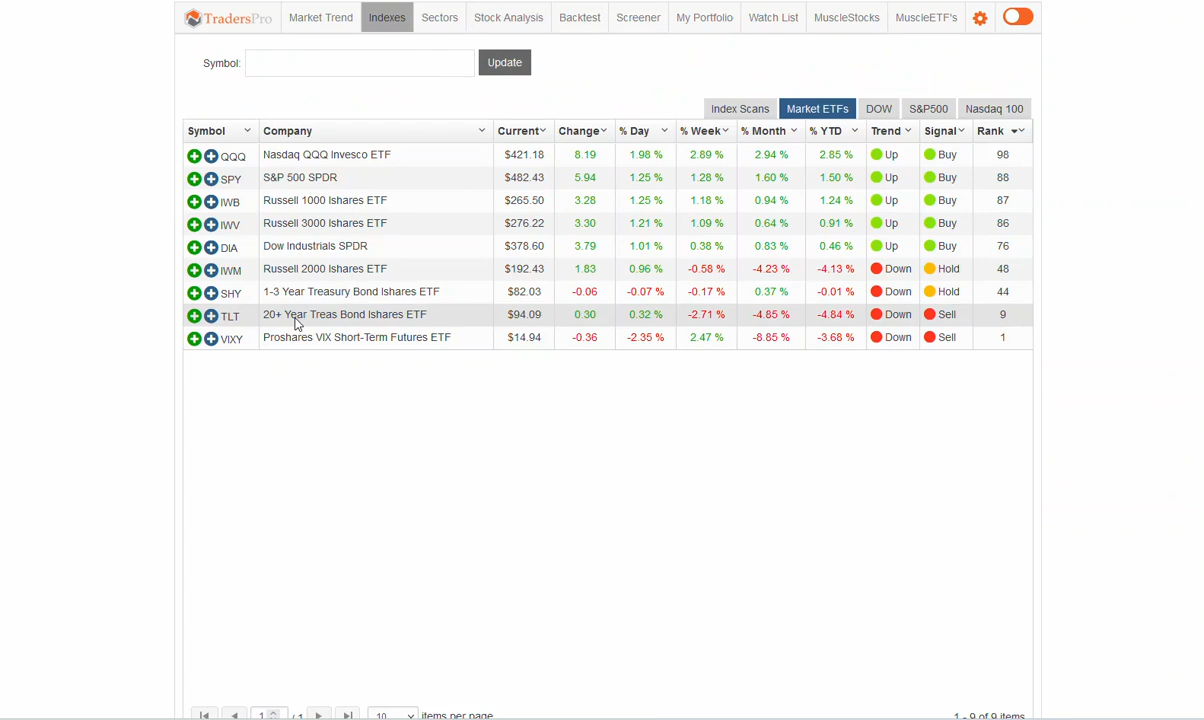 TradersPro Market Trend Indexes Sectors Stock Analysis Backtest Screener My Portfolio Watch List MuscleStocks MuscleETF's
Symbol: Update
Index Scans Market ETFs DOW S&P500 Nasdaq 100
Symbol Company Current Change % Day % Week % Month % YTD Trend Signal Rank
QQQ Nasdaq QQQ Invesco ETF $421.18 8.19 1.98 % 2.89 % 2.94 % 2.85 % Up Buy 98
SPY S&P 500 SPDR $482.43 5.94 1.25 % 1.28 % 1.60 % 1.50 % Up Buy 88
IWB Russell 1000 Ishares ETF $265.50 3.28 1.25 % 1.18 % 0.94 % 1.24 % Up Buy 87
IWV Russell 3000 Ishares ETF $276.22 3.30 1.21 % 1.09 % 0.64 % 0.91 % Up Buy 86
DIA Dow Industrials SPDR $378.60 3.79 1.01 % 0.38 % 0.83 % 0.46 % Up Buy 76
IWM Russell 2000 Ishares ETF $192.43 1.83 0.96 % -0.58 % -4.23 % -4.13 % Down Hold 48
SHY 1-3 Year Treasury Bond Ishares ETF $82.03 -0.06 -0.07 % -0.17 % 0.37 % -0.01 % Down Hold 44
TLT 20+ Year Treas Bond Ishares ETF $94.09 0.30 0.32 % -2.71 % -4.85 % -4.84 % Down Sell 9
VIXY Proshares VIX Short-Term Futures ETF $14.94 -0.36 -2.35 % 2.47 % -8.85 % -3.68 % Down Sell 1
1 / 1 10 items per page 1 - 9 of 9 items